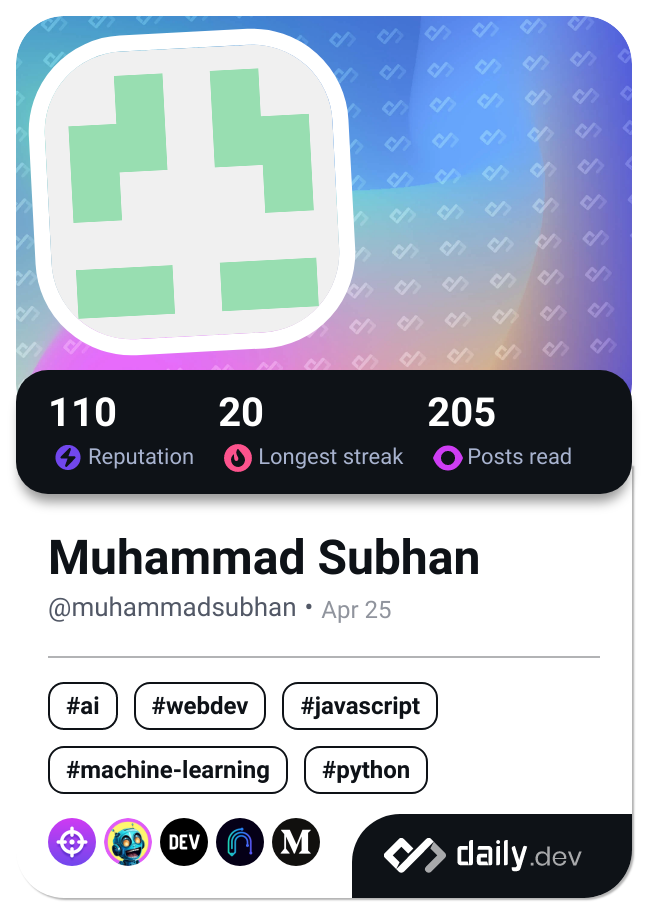 110 20 205
Reputation Longest streak Posts read
Muhammad Subhan
@muhammadsubhan • Apr 25
#ai #webdev #javascript
#machine-learning #python
DEV M daily.dev